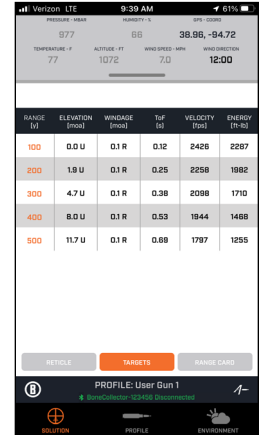 Verizon LTE 9:39 AM 61%
PRESSURE - MBAR HUMIDITY - % GPS - COORD
977 66 38.96, -94.72
TEMPERATURE - F ALTITUDE - FT WIND SPEED - MPH WIND DIRECTION
77 1072 7.0 12:00
RANGE ELEVATION WINDAGE ToF VELOCITY ENERGY
(y) (moa) (moa) (s) (fps) (ft-lb)
100 0.0 U 0.1 R 0.12 2426 2287
200 1.9 U 0.1 R 0.25 2258 1982
300 4.7 U 0.1 R 0.38 2098 1710
400 8.0 U 0.1 R 0.53 1944 1468
500 11.7 U 0.1 R 0.69 1797 1255
RETICLE TARGETS RANGE CARD
B PROFILE: User Gun 1
BoneCollector-123456 Disconnected
SOLUTION PROFILE ENVIRONMENT